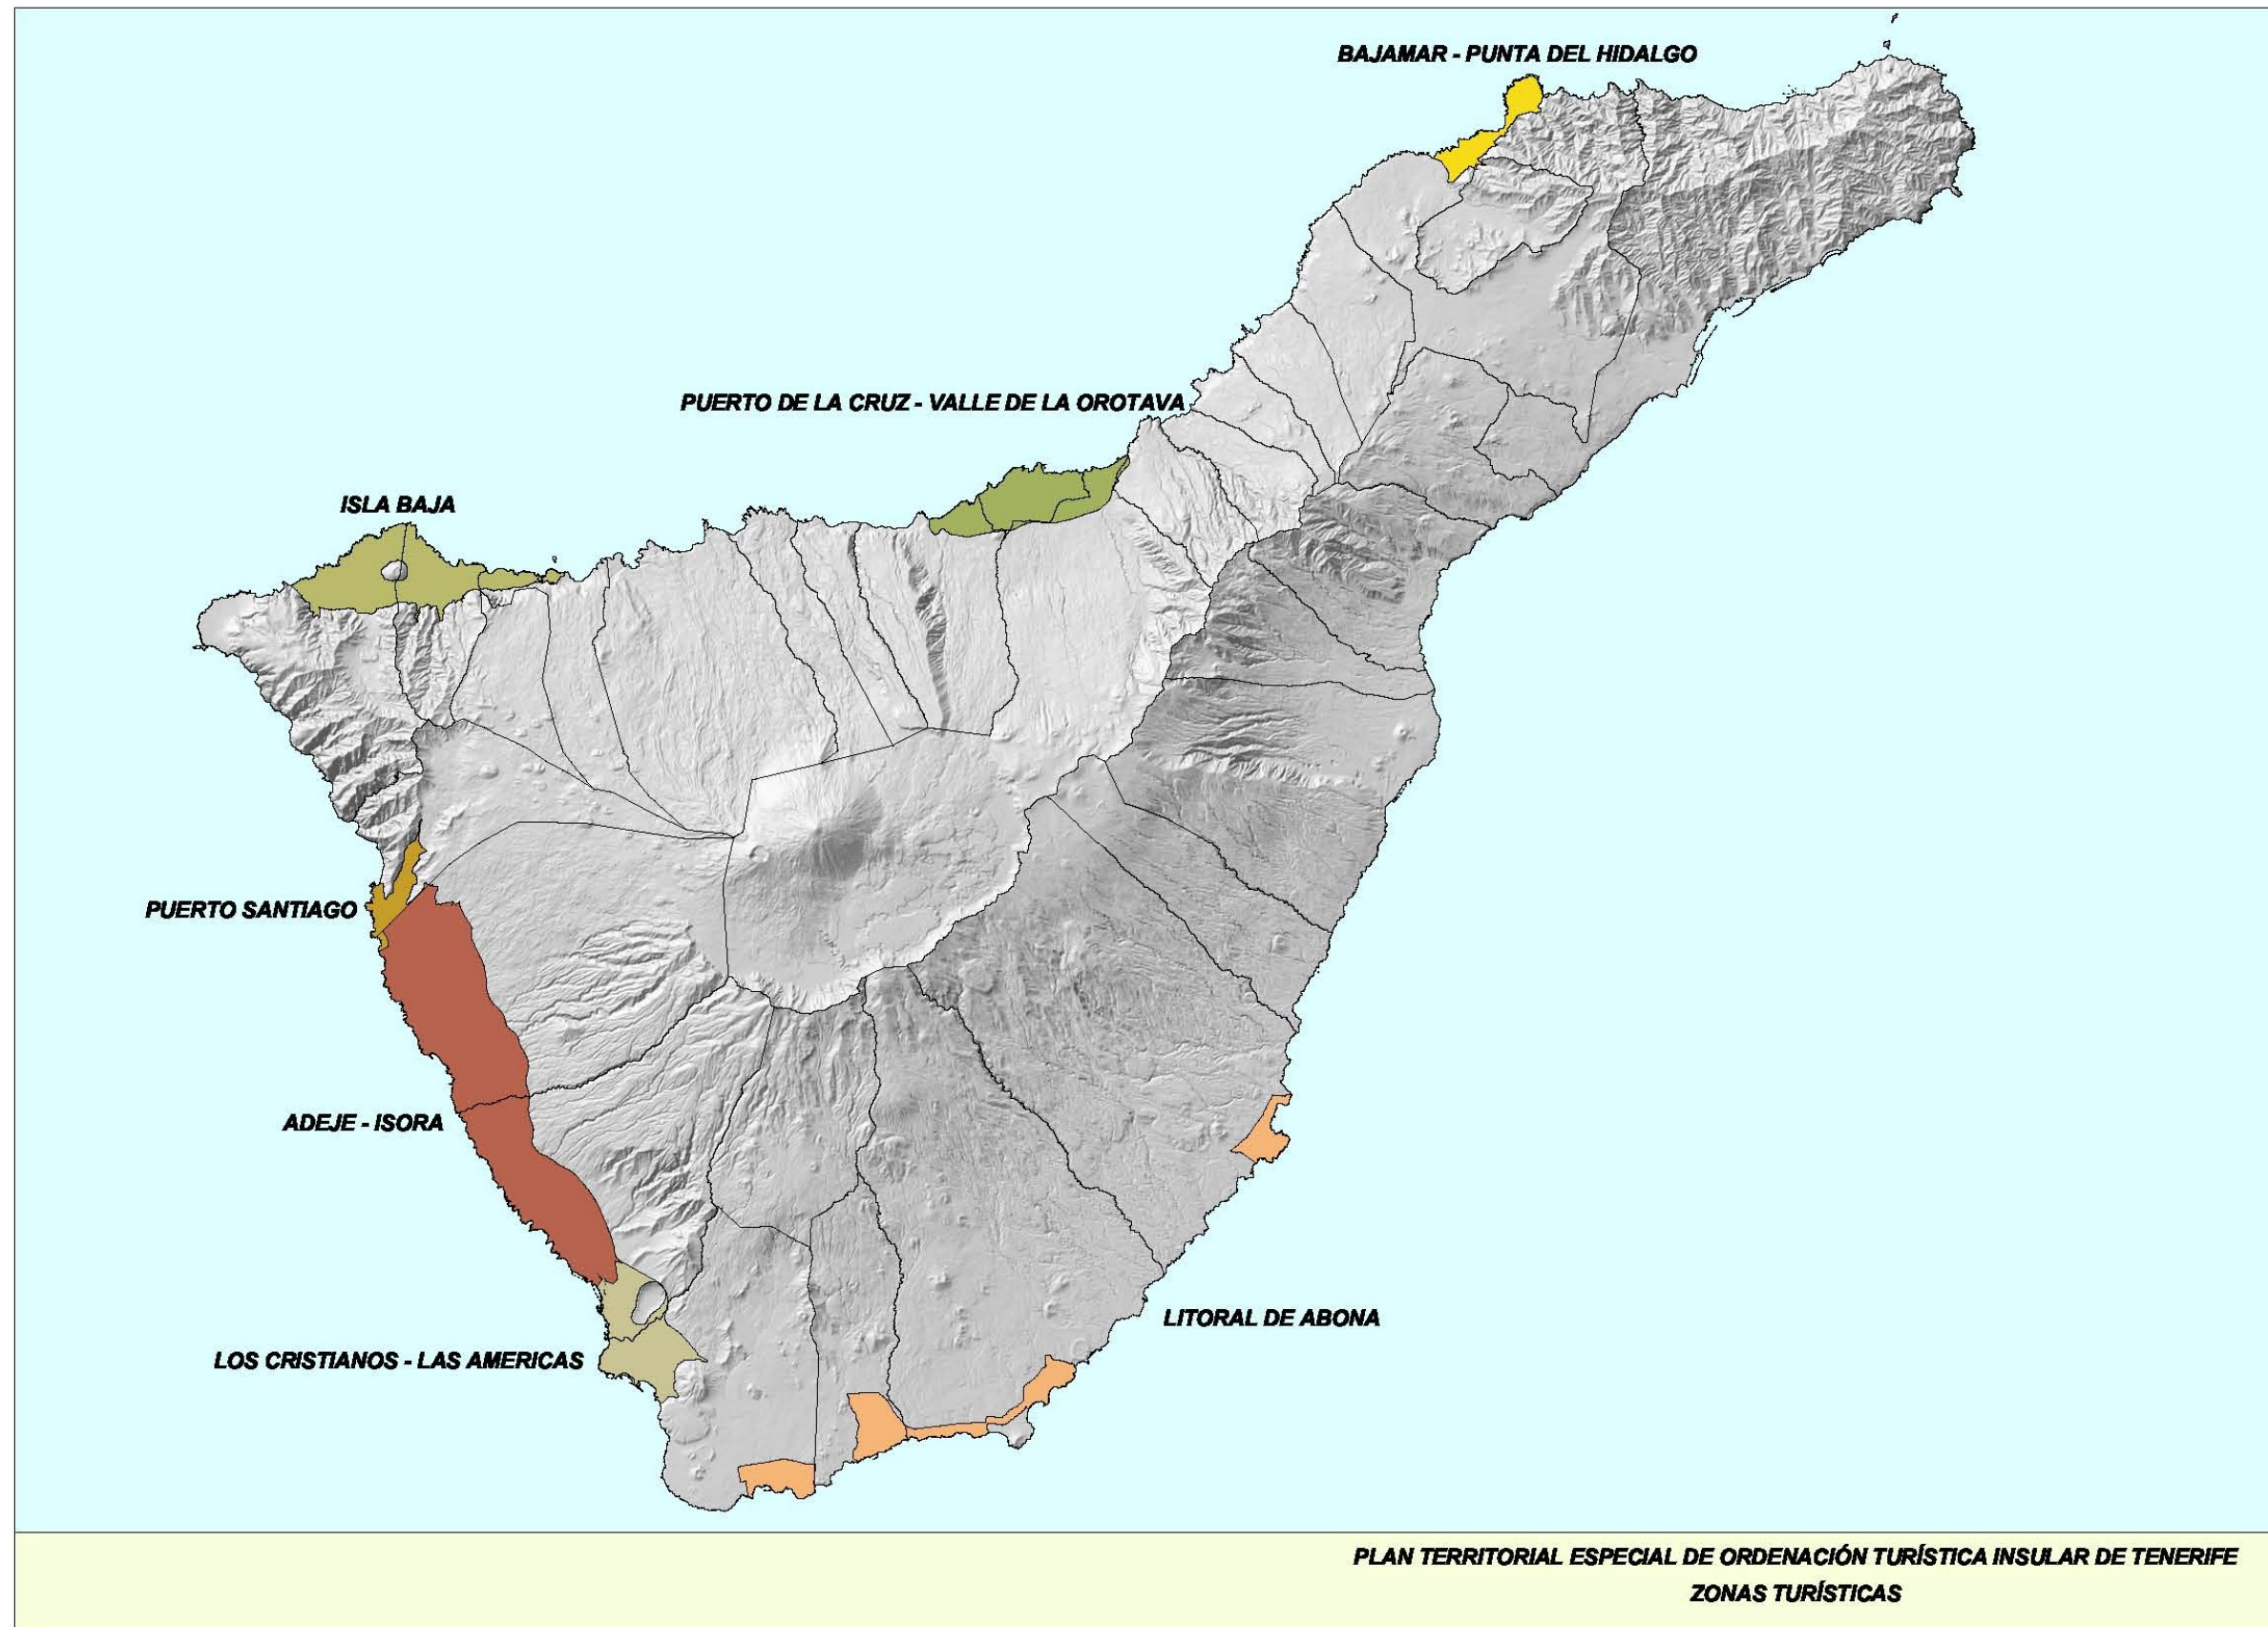 BAJAMAR - PUNTA DEL HIDALGO
PUERTO DE LA CRUZ - VALLE DE LA OROTAVA
ISLA BAJA
PUERTO SANTIAGO
ADEJE - ISORA
LITORAL DE ABONA
LOS CRISTIANOS - LAS AMERICAS
PLAN TERRITORIAL ESPECIAL DE ORDENACIÓN TURÍSTICA INSULAR DE TENERIFE
ZONAS TURÍSTICAS